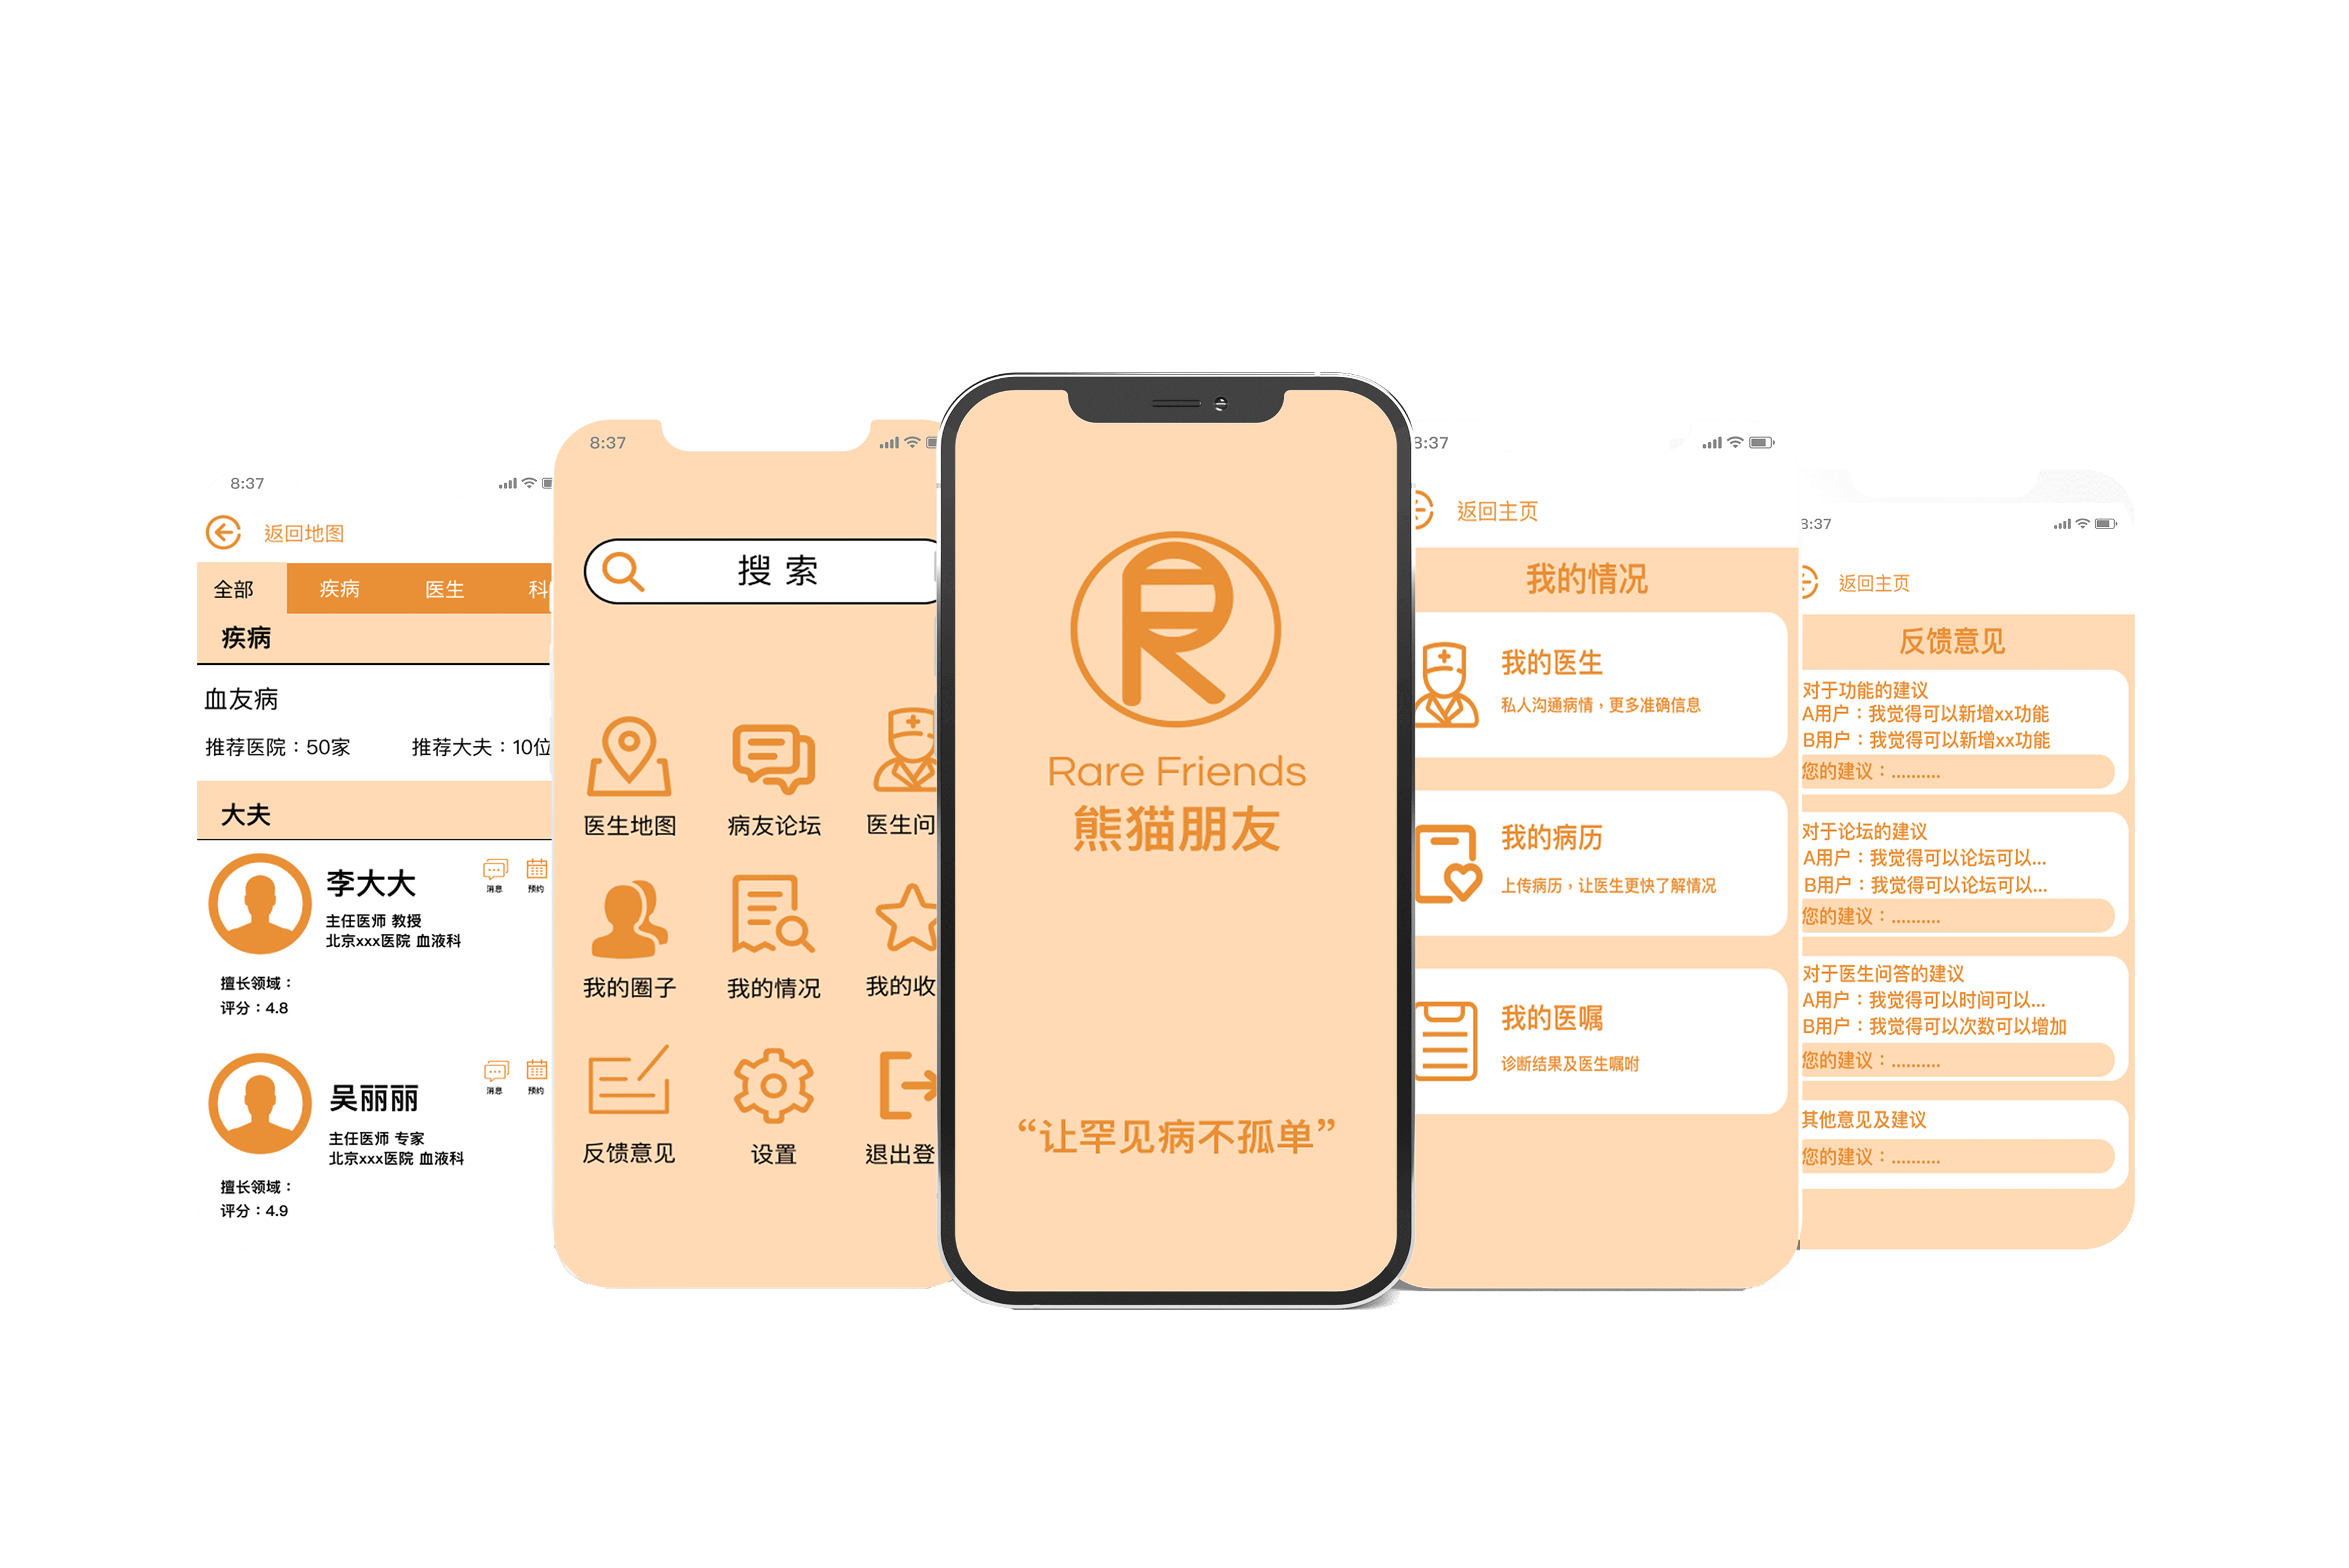 8:37
返回地图
全部 疾病 医生 科
疾病
血友病
推荐医院：50家 推荐大夫：10位
大夫
李大大
消息 预约
主任医师 教授
北京xxx医院 血液科
擅长领域：
评分：4.8
吴丽丽
消息 预约
主任医师 专家
北京xxx医院 血液科
擅长领域：
评分：4.9
8:37
搜 索
医生地图 病友论坛 医生问
我的圈子 我的情况 我的收
反馈意见 设置 退出登
R
Rare Friends
熊猫朋友
“让罕见病不孤单”
8:37
返回主页
我的情况
我的医生
私人沟通病情，更多准确信息
我的病历
上传病历，让医生更快了解情况
我的医嘱
诊断结果及医生嘱咐
8:37
返回主页
反馈意见
对于功能的建议
A用户：我觉得可以新增xx功能
B用户：我觉得可以新增xx功能
您的建议：..........
对于论坛的建议
A用户：我觉得可以论坛可以...
B用户：我觉得可以论坛可以...
您的建议：..........
对于医生问答的建议
A用户：我觉得可以时间可以...
B用户：我觉得可以次数可以增加
您的建议：..........
其他意见及建议
您的建议：..........